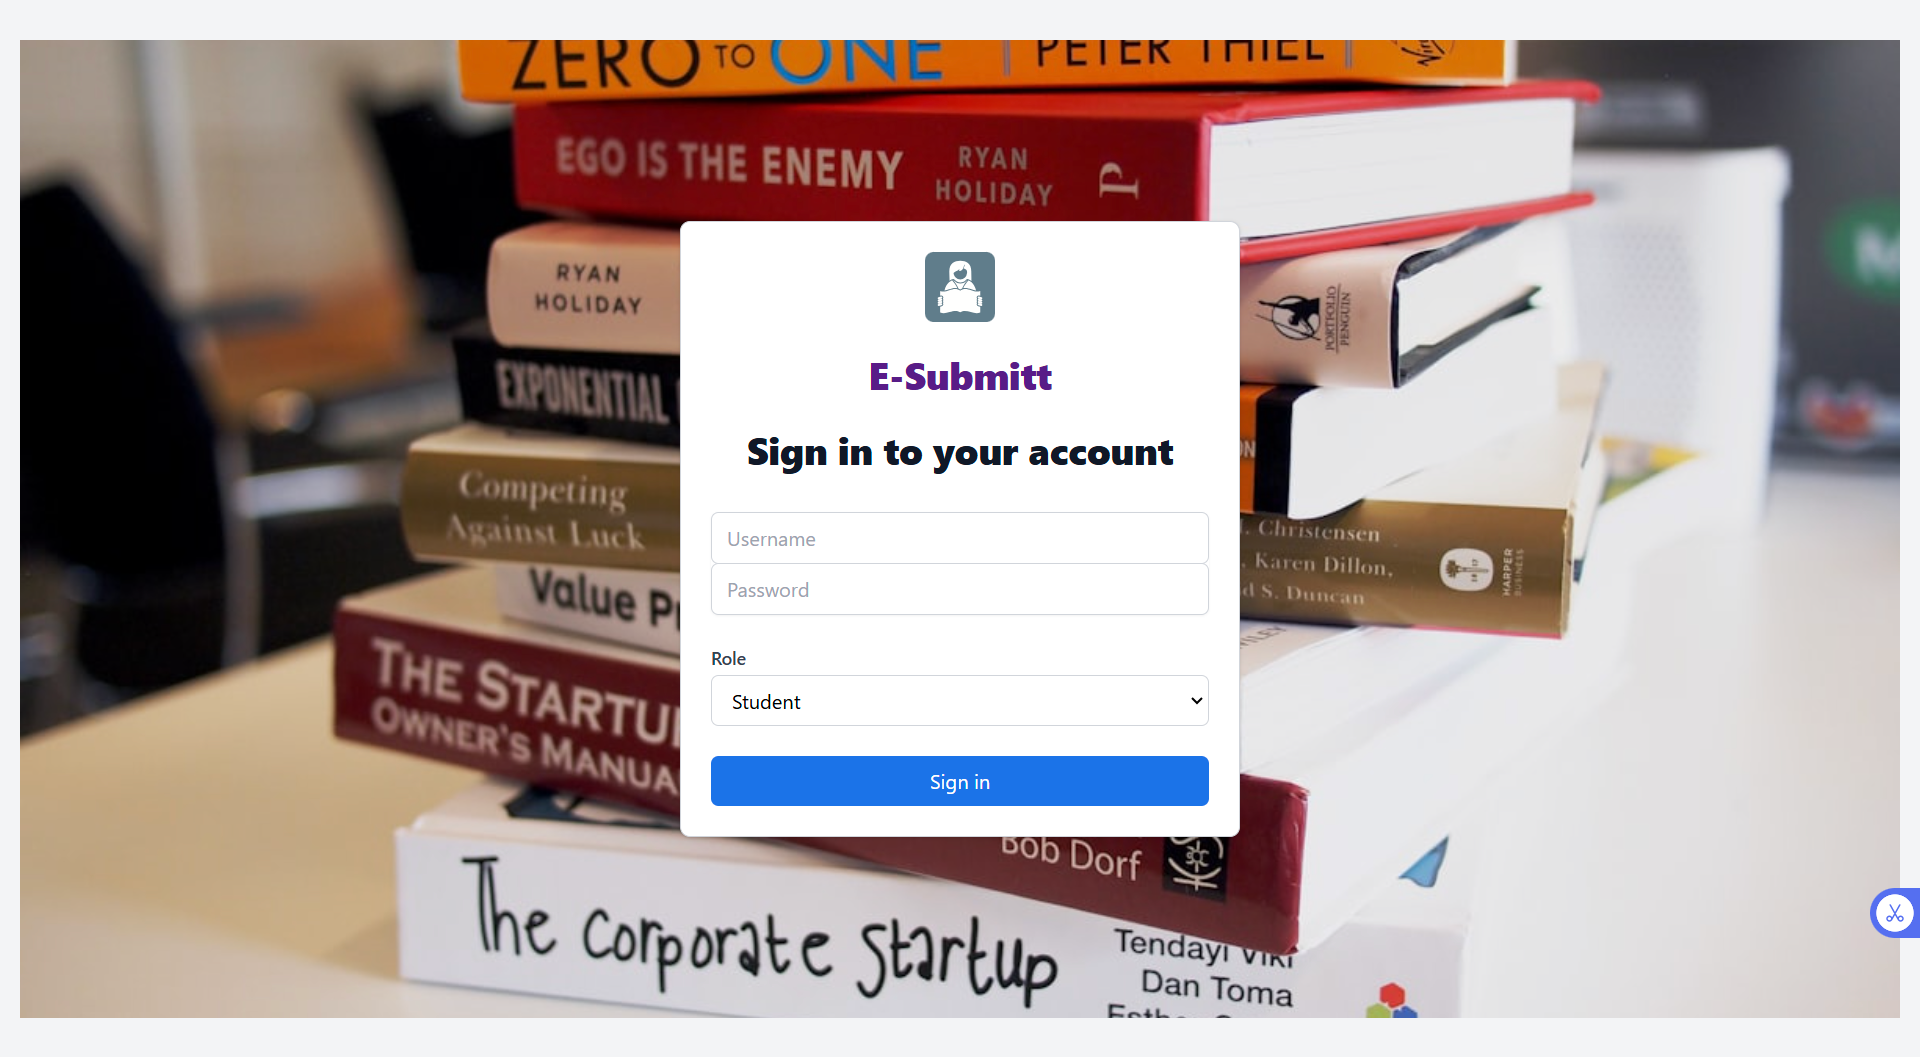 ZERO TO ONE PETER THIEL
EGO IS THE ENEMY RYAN HOLIDAY P
RYAN
HOLIDAY
PORTFOLIO
PENGUIN
EXPONENTIAL
ON
Competing
Against Luck
Christensen
Karen Dillon,
S. Duncan
HARPER
BUSINESS
Value
WILEY
THE
OWNER'S
Bob Dorf
The corporate startup
Tendayi Viki
Dan Toma
E-Submitt
Sign in to your account
Username
Password
Role
Student
Sign in